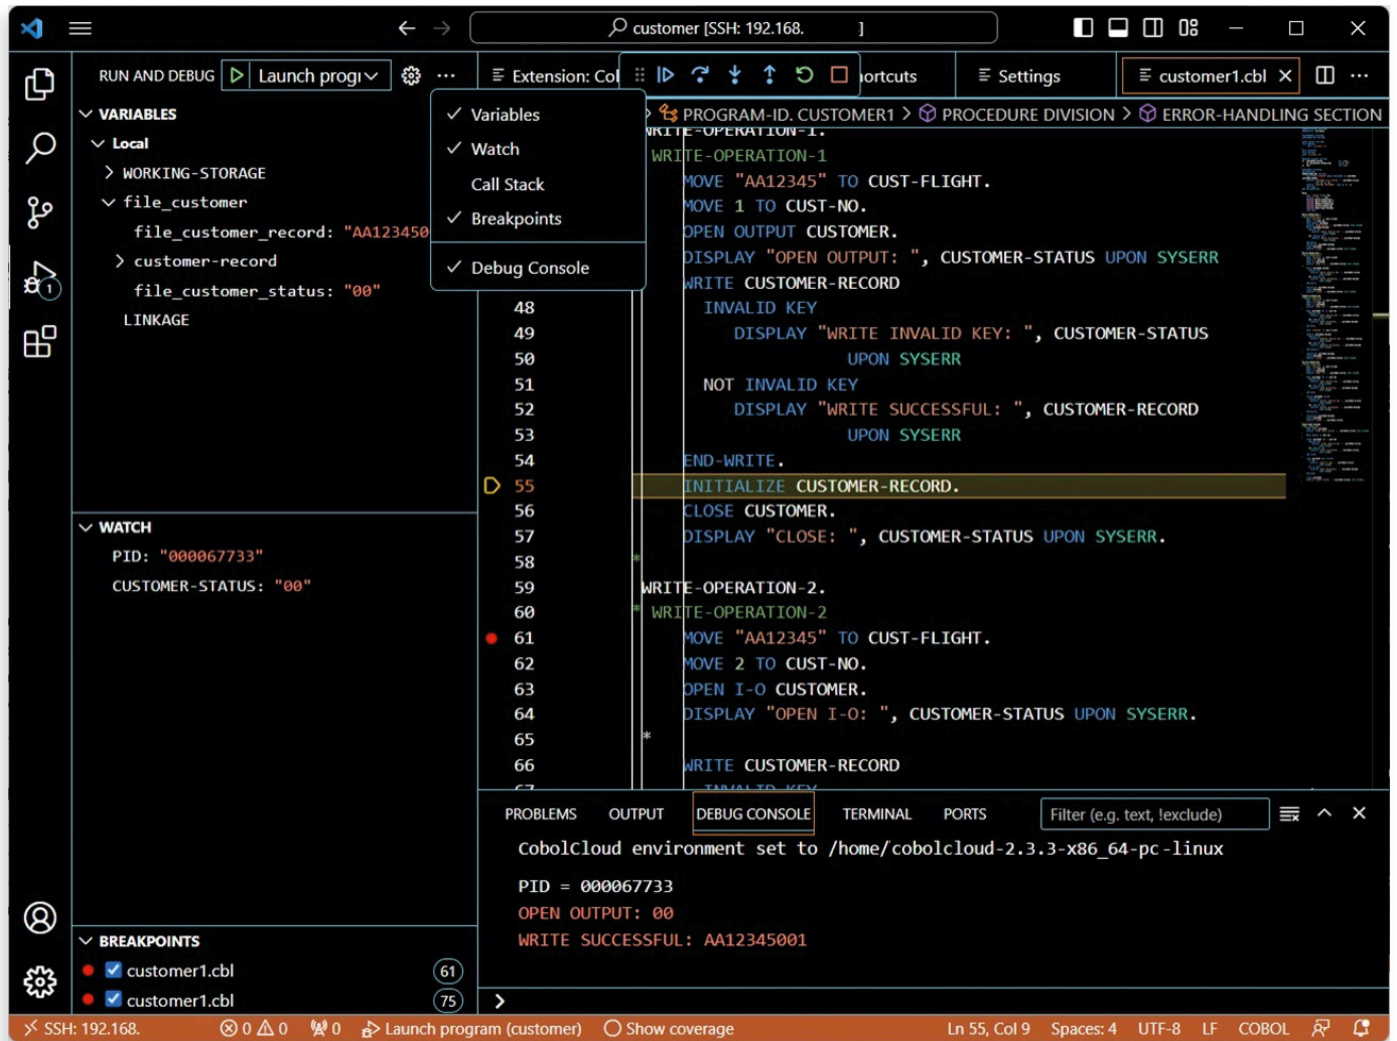 customer [SSH: 192.168. ]
RUN AND DEBUG Launch progr
Extension: Col
ortcuts
Settings
customer1.cbl
PROGRAM-ID. CUSTOMER1 > PROCEDURE DIVISION > ERROR-HANDLING SECTION
VARIABLES
Local
WORKING-STORAGE
file_customer
file_customer_record: "AA123450
customer-record
file_customer_status: "00"
LINKAGE
Variables
Watch
Call Stack
Breakpoints
Debug Console
WRITE-OPERATION-1.
WRITE-OPERATION-1
MOVE "AA12345" TO CUST-FLIGHT.
MOVE 1 TO CUST-NO.
OPEN OUTPUT CUSTOMER.
DISPLAY "OPEN OUTPUT: ", CUSTOMER-STATUS UPON SYSERR
WRITE CUSTOMER-RECORD
48 INVALID KEY
49 DISPLAY "WRITE INVALID KEY: ", CUSTOMER-STATUS
50 UPON SYSERR
51 NOT INVALID KEY
52 DISPLAY "WRITE SUCCESSFUL: ", CUSTOMER-RECORD
53 UPON SYSERR
54 END-WRITE.
55 INITIALIZE CUSTOMER-RECORD.
56 CLOSE CUSTOMER.
57 DISPLAY "CLOSE: ", CUSTOMER-STATUS UPON SYSERR.
58 *
59 WRITE-OPERATION-2.
60 * WRITE-OPERATION-2
61 MOVE "AA12345" TO CUST-FLIGHT.
62 MOVE 2 TO CUST-NO.
63 OPEN I-O CUSTOMER.
64 DISPLAY "OPEN I-O: ", CUSTOMER-STATUS UPON SYSERR.
65 *
66 WRITE CUSTOMER-RECORD
67 INVALID KEY
WATCH
PID: "000067733"
CUSTOMER-STATUS: "00"
BREAKPOINTS
customer1.cbl 61
customer1.cbl 75
PROBLEMS OUTPUT DEBUG CONSOLE TERMINAL PORTS Filter (e.g. text, !exclude)
CobolCloud environment set to /home/cobolcloud-2.3.3-x86_64-pc-linux
PID = 000067733
OPEN OUTPUT: 00
WRITE SUCCESSFUL: AA12345001
SSH: 192.168. 0 0 0 Launch program (customer) Show coverage Ln 55, Col 9 Spaces: 4 UTF-8 LF COBOL